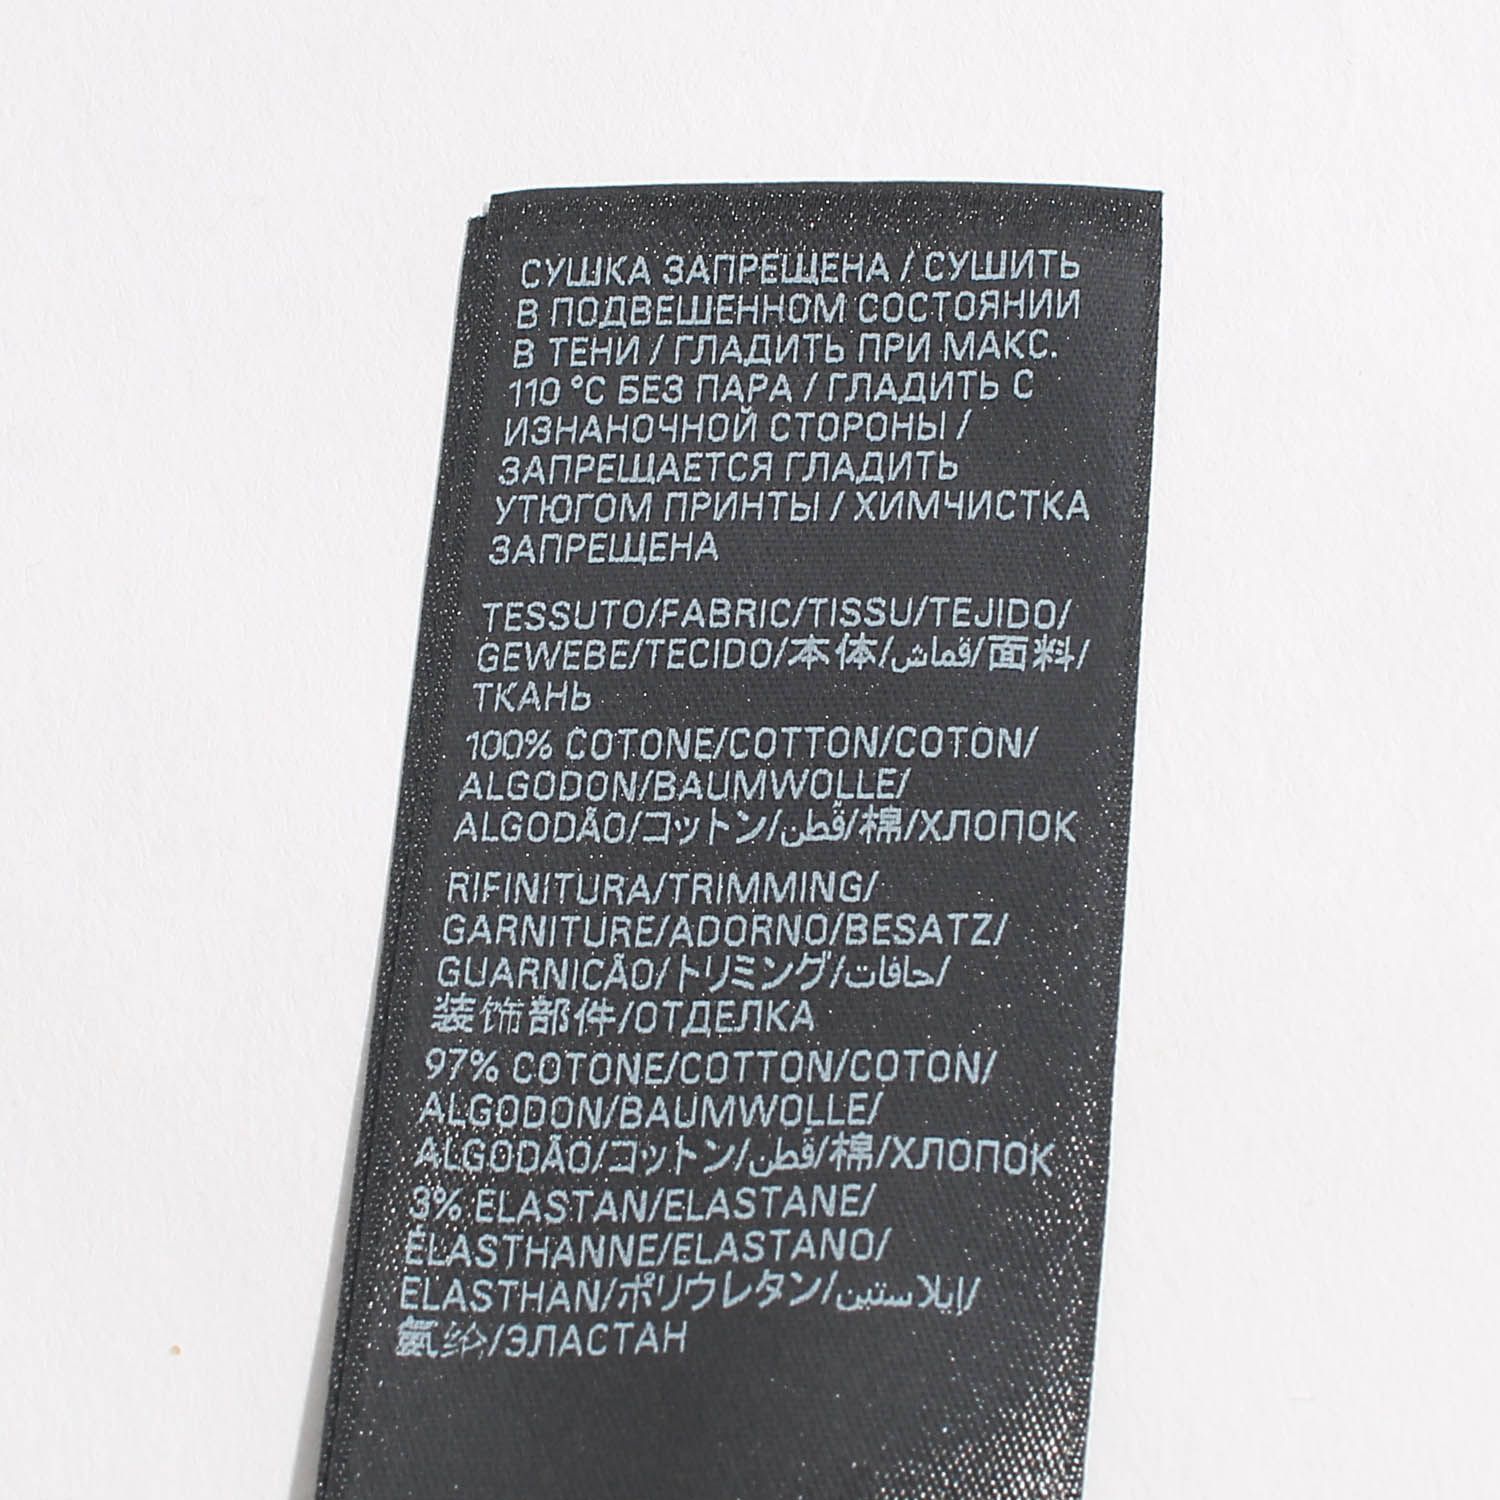 СУШКА ЗАПРЕЩЕНА / СУШИТЬ
В ПОДВЕШЕННОМ СОСТОЯНИИ
В ТЕНИ / ГЛАДИТЬ ПРИ МАКС.
110 °C БЕЗ ПАРА / ГЛАДИТЬ С
ИЗНАНОЧНОЙ СТОРОНЫ /
ЗАПРЕЩАЕТСЯ ГЛАДИТЬ
УТЮГОМ ПРИНТЫ / ХИМЧИСТКА
ЗАПРЕЩЕНА
TESSUTO/FABRIC/TISSU/TEJIDO/
GEWEBE/TECIDO/本体/قماش/面料/
ТКАНЬ
100% COTONE/COTTON/COTON/
ALGODON/BAUMWOLLE/
ALGODÃO/コットン/قُطن/棉/ХЛОПОК
RIFINITURA/TRIMMING/
GARNITURE/ADORNO/BESATZ/
GUARNICÃO/トリミング/حافات/
装饰部件/ОТДЕЛКА
97% COTONE/COTTON/COTON/
ALGODON/BAUMWOLLE/
ALGODÃO/コットン/قُطن/棉/ХЛОПОК
3% ELASTAN/ELASTANE/
ELASTHANNE/ELASTANO/
ELASTHAN/ポリウレタン/إيلاستين/
氨纶/ЭЛАСТАН